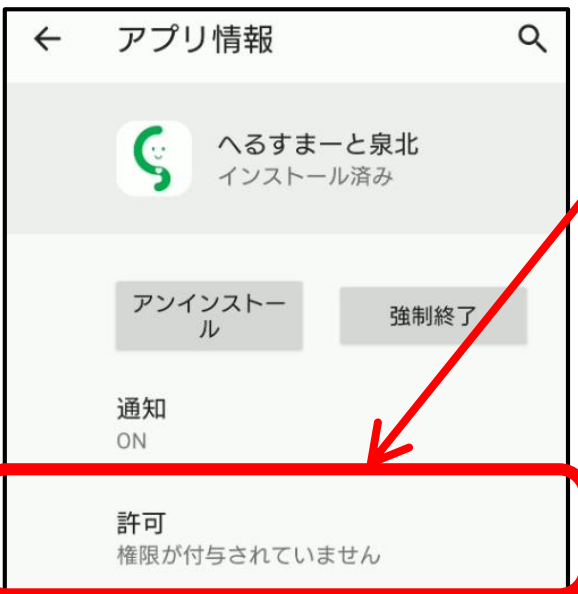 アプリ情報
へるすまーと泉北
インストール済み
アンインストー
ル
強制終了
通知
ON
許可
権限が付与されていません